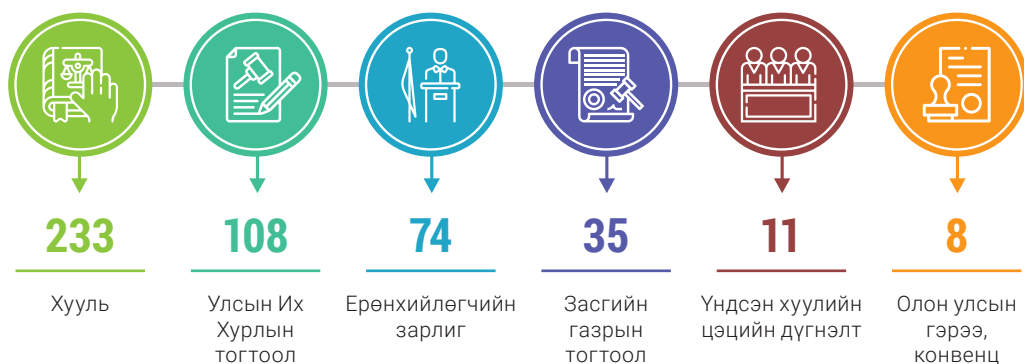 233
Хууль
108
Улсын Их
Хурлын
тогтоол
74
Ерөнхийлөгчийн
зарлиг
35
Засгийн
газрын
тогтоол
11
Үндсэн хуулийн
цэцийн дүгнэлт
8
Олон улсын
гэрээ,
конвенц